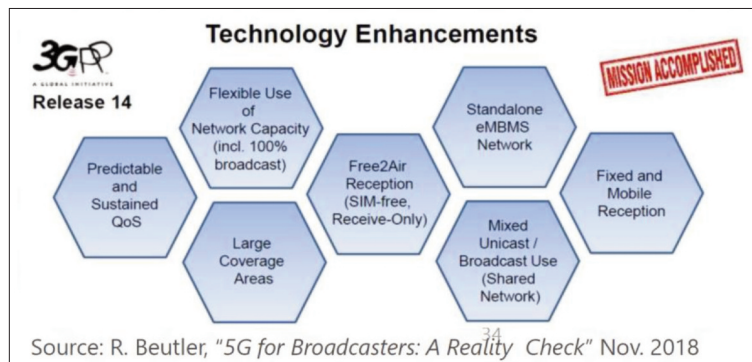 Technology Enhancements
3GPP
A GLOBAL INITIATIVE
Release 14
MISSION ACCOMPLISHED
Predictable
and
Sustained
QoS
Flexible Use
of
Network Capacity
(incl. 100%
broadcast)
Large
Coverage
Areas
Free2Air
Reception
(SIM-free,
Receive-Only)
Standalone
eMBMS
Network
Mixed
Unicast /
Broadcast Use
(Shared
Network)
Fixed and
Mobile
Reception
34
Source: R. Beutler, "5G for Broadcasters: A Reality Check" Nov. 2018